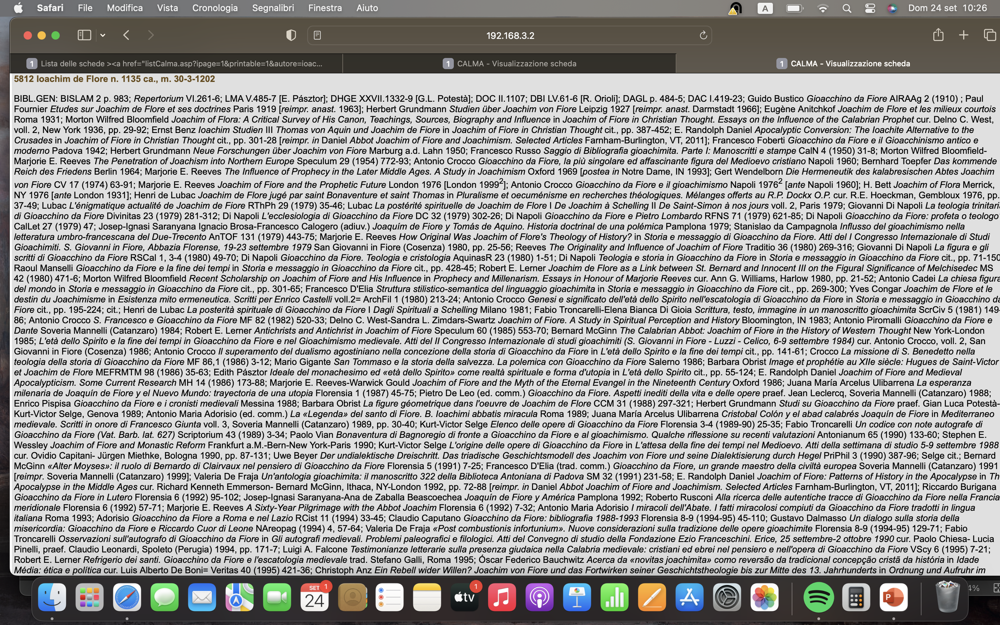 Safari File Modifica Vista Cronologia Segnalibri Finestra Aiuto A Dom 24 set 10:26
192.168.3.2
1 Lista delle schede ><a href="listCalma.asp?ipage=1&printable=1&autore=ioac...
1 CALMA - Visualizzazione scheda
1 CALMA - Visualizzazione scheda
5812 Ioachim de Flore n. 1135 ca., m. 30-3-1202
BIBL.GEN: BISLAM 2 p. 983; Repertorium VI.261-6; LMA V.485-7 [E. Pásztor]; DHGE XXVII.1332-9 [G.L. Potestà]; DOC II.1107; DBI LV.61-6 [R. Orioli]; DAGL p. 484-5; DAC I.419-23; Guido Bustico Gioacchino da Fiore AIRAAg 2 (1910) ; Paul
Fournier Etudes sur Joachim de Flore et ses doctrines Paris 1919 [reimpr. anast. 1963]; Herbert Grundmann Studien über Joachim von Fiore Leipzig 1927 [reimpr. anast. Darmstadt 1966]; Eugène Anitchkof Joachim de Flore et les milieux courtois
Roma 1931; Morton Wilfred Bloomfield Joachim of Flora: A Critical Survey of His Canon, Teachings, Sources, Biography and Influence in Joachim of Fiore in Christian Thought. Essays on the Influence of the Calabrian Prophet cur. Delno C. West,
voll. 2, New York 1936, pp. 29-92; Ernst Benz Ioachim Studien III Thomas von Aquin und Joachim de Fiore in Joachim of Fiore in Christian Thought cit., pp. 387-452; E. Randolph Daniel Apocalyptic Conversion: The Ioachite Alternative to the
Crusades in Joachim of Fiore in Christian Thought cit., pp. 301-28 [reimpr. in Daniel Abbot Joachim of Fiore and Joachimism. Selected Articles Farnham-Burlington, VT, 2011]; Francesco Foberti Gioacchino da Fiore e il Gioacchinismo antico e
moderno Padova 1942; Herbert Grundmann Neue Forschungen über Joachim von Fiore Marburg a.d. Lahn 1950; Francesco Russo Saggio di Bibliografia gioachimita. Parte I: Manoscritti e stampe CalN 4 (1950) 31-8; Morton Wilfred Bloomfield-
Marjorie E. Reeves The Penetration of Joachism into Northern Europe Speculum 29 (1954) 772-93; Antonio Crocco Gioacchino da Fiore, la più singolare ed affascinante figura del Medioevo cristiano Napoli 1960; Bernhard Toepfer Das kommende
Reich des Friedens Berlin 1964; Marjorie E. Reeves The Influence of Prophecy in the Later Middle Ages. A Study in Joachimism Oxford 1969 [postea in Notre Dame, IN 1993]; Gert Wendelborn Die Hermeneutik des kalabresischen Abtes Joachim
von Fiore CV 17 (1974) 63-91; Marjorie E. Reeves Joachim of Fiore and the Prophetic Future London 1976 [London 1999²]; Antonio Crocco Gioacchino da Fiore e il gioachimismo Napoli 1976² [ante Napoli 1960]; H. Bett Joachim of Flora Merrick,
NY 1976 [ante London 1931]; Henri de Lubac Joachim de Flore jugé par saint Bonaventure et saint Thomas in Pluralisme et oecuménisme en recherches théologiques. Mélanges offerts au R.P. Dockx O.P. cur. R.E. Hoeckman, Gembloux 1976, pp.
37-49; Lubac L'énigmatique actualité de Joachim de Fiore RThPh 29 (1979) 35-46; Lubac La postérité spirituelle de Joachim de Flore I De Joachim à Schelling II De Saint-Simon à nos jours voll. 2, Paris 1979; Giovanni Di Napoli La teologia trinitari
di Gioacchino da Fiore Divinitas 23 (1979) 281-312; Di Napoli L'ecclesiologia di Gioacchino da Fiore DC 32 (1979) 302-26; Di Napoli Gioacchino da Fiore e Pietro Lombardo RFNS 71 (1979) 621-85; Di Napoli Gioacchino da Fiore: profeta o teologo
CalLet 27 (1979) 47; Josep-Ignasi Saranyana Ignacio Brosa-Francesco Calogero (adiuv.) Joaquím de Fiore y Tomás de Aquino. Historia doctrinal de una polémica Pamplona 1979; Stanislao da Campagnola Influsso del gioachimismo nella
letteratura umbro-francescana del Due-Trecento AnTOF 131 (1979) 443-75; Marjorie E. Reeves How Original Was Joachim of Flore's Theology of History? in Storia e messaggio di Gioacchino da Fiore. Atti del I Congresso Internazionale di Studi
Gioachimiti. S. Giovanni in Fiore, Abbazia Florense, 19-23 settembre 1979 San Giovanni in Fiore (Cosenza) 1980, pp. 25-56; Reeves The Originality and Influence of Joachim of Fiore Traditio 36 (1980) 269-316; Giovanni Di Napoli La figura e gli
scritti di Gioacchino da Fiore RSCal 1, 3-4 (1980) 49-70; Di Napoli Gioacchino da Fiore. Teologia e cristologia AquinasR 23 (1980) 1-51; Di Napoli Teologia e storia in Gioacchino da Fiore in Storia e messaggio in Gioacchino da Fiore cit., pp. 71-150
Raoul Manselli Gioacchino da Fiore e la fine dei tempi in Storia e messaggio in Gioacchino da Fiore cit., pp. 428-45; Robert E. Lerner Joachim de Flore as a Link between St. Bernard and Innocent III on the Figural Significance of Melchisedec MS
42 (1980) 471-6; Morton Wilfred Bloomfield Recent Scholarship on Joachim of Fiore and His Influence in Prophecy and Millenarism. Essays in Honour of Marjorie Reeves cur. Ann G. Williams, Harlow 1980, pp. 21-52; Antonio Cadei La chiesa figura
del mondo in Storia e messaggio in Gioacchino da Fiore cit., pp. 301-65; Francesco D'Elia Struttura stilistico-semantica del linguaggio gioachimita in Storia e messaggio in Gioacchino da Fiore cit., pp. 269-300; Yves Congar Joachim de Flore et le
destin du Joachimisme in Esistenza mito ermeneutica. Scritti per Enrico Castelli voll.2= ArchFil 1 (1980) 213-24; Antonio Crocco Genesi e significato dell'età dello Spirito nell'escatologia di Gioacchino da Fiore in Storia e messaggio in Gioacchino da
Fiore cit., pp. 195-224; cit.; Henri de Lubac La posterità spirituale di Gioacchino da Fiore I Dagli Spirituali a Schelling Milano 1981; Fabio Troncarelli-Elena Bianca Di Gioia Scrittura, testo, immagine in un manoscritto gioachimita ScrCiv 5 (1981) 149-
86; Antonio Crocco S. Francesco e Gioacchino da Fiore MF 82 (1982) 520-33; Delno C. West-Sandra L. Zimdars-Swartz Joachim of Fiore. A Study in Spiritual Perception and History Bloomington, IN 1983; Antonio Piromalli Gioacchino da Fiore e
Dante Soveria Mannelli (Catanzaro) 1984; Robert E. Lerner Antichrists and Antichrist in Joachim of Fiore Speculum 60 (1985) 553-70; Bernard McGinn The Calabrian Abbot: Joachim of Fiore in the History of Western Thought New York-London
1985; L'età dello Spirito e la fine dei tempi in Gioacchino da Fiore e nel Gioachimismo medievale. Atti del II Congresso Internazionale di studi gioachimiti (S. Giovanni in Fiore - Luzzi - Celico, 6-9 settembre 1984) cur. Antonio Crocco, voll. 2, San
Giovanni in Fiore (Cosenza) 1986; Antonio Crocco Il superamento del dualismo agostiniano nella concezione della storia di Gioacchino da Fiore in L'età dello Spirito e la fine dei tempi cit., pp. 141-61; Crocco La missione di S. Benedetto nella
teologia della storia di Gioacchino da Fiore MF 86,1 (1986) 3-12; Mario Gigante San Tommaso e la storia della salvezza. La polemica con Gioacchino da Fiore Salerno 1986; Barbara Obrist Image et prophétie au XIIe siècle: Hugues de Saint-Victor
et Joachim de Flore MEFRMTM 98 (1986) 35-63; Edith Pásztor Ideale del monachesimo ed «età dello Spirito» come realtà spirituale e forma d'utopia in L'età dello Spirito cit., pp. 55-124; E. Randolph Daniel Joachim of Fiore and Medieval
Apocalypticism. Some Current Research MH 14 (1986) 173-88; Marjorie E. Reeves-Warwick Gould Joachim of Fiore and the Myth of the Eternal Evangel in the Nineteenth Century Oxford 1986; Juana María Arcelus Ulibarrena La esperanza
milenaria de Joaquín de Fiore y el Nuevo Mundo: trayectoria de una utopia Florensia 1 (1987) 45-75; Pietro De Leo (ed. comm.) Gioacchino da Fiore. Aspetti inediti della vita e delle opere praef. Jean Leclercq, Soveria Mannelli (Catanzaro) 1988;
Enrico Pispisa Gioacchino da Fiore e i cronisti medievali Messina 1988; Barbara Obrist La figure géometrique dans l'oeuvre de Joachim de Flore CCM 31 (1988) 297-321; Herbert Grundmann Studi su Gioacchino da Fiore praef. Gian Luca Potestà-
Kurt-Victor Selge, Genova 1989; Antonio Maria Adorisio (ed. comm.) La «Legenda» del santo di Fiore. B. Ioachimi abbatis miracula Roma 1989; Juana María Arcelus Ulibarrena Cristobal Colón y el abad calabrés Joaquín de Fiore in Mediterraneo
medievale. Scritti in onore di Francesco Giunta voll. 3, Soveria Mannelli (Catanzaro) 1989, pp. 30-40; Kurt-Victor Selge Elenco delle opere di Gioacchino da Fiore Florensia 3-4 (1989-90) 25-35; Fabio Troncarelli Un codice con note autografe di
Gioacchino da Fiore (Vat. Barb. lat. 627) Scriptorium 43 (1989) 3-34; Paolo Vian Bonaventura di Bagnoregio di fronte a Gioacchino da Fiore e al gioachimismo. Qualche riflessione su recenti valutazioni Antonianum 65 (1990) 133-60; Stephen E.
Wessley Joachim of Fiore and Monastic Reform Frankfurt a.M.-Bern-New York-Paris 1990; Kurt-Victor Selge L'origine delle opere di Gioacchino da Fiore in L'attesa della fine dei tempi nel Medioevo. Atti della settimana di studio 5-9 settembre 1988
cur. Ovidio Capitani- Jürgen Miethke, Bologna 1990, pp. 87-131; Uwe Beyer Der undialektische Dreischritt. Das triadische Geschichtsmodell des Joachim von Fiore und seine Dialektisierung durch Hegel PriPhil 3 (1990) 387-96; Selge cit.; Bernard
McGinn «Alter Moyses»: il ruolo di Bernardo di Clairvaux nel pensiero di Gioacchino da Fiore Florensia 5 (1991) 7-25; Francesco D'Elia (trad. comm.) Gioacchino da Fiore, un grande maestro della civiltà europea Soveria Mannelli (Catanzaro) 1991
[reimpr. Soveria Mannelli (Catanzaro) 1999]; Valeria De Fraja Un'antologia gioachimita: il manoscritto 322 della Biblioteca Antoniana di Padova SM 32 (1991) 231-58; E. Randolph Daniel Joachim of Fiore: Patterns of History in the Apocalypse in Th
Apocalypse in the Middle Ages cur. Richard Kenneth Emmerson- Bernard McGinn, Ithaca, NY-London 1992, pp. 72-88 [reimpr. in Daniel Abbot Joachim of Fiore and Joachimism. Selected Articles Farnham-Burlington, VT, 2011]; Riccardo Burigana
Gioacchino da Fiore in Lutero Florensia 6 (1992) 95-102; Josep-Ignasi Saranyana-Ana de Zaballa Beascoechea Joaquín de Fiore y América Pamplona 1992; Roberto Rusconi Alla ricerca delle autentiche tracce di Gioacchino da Fiore nella Francia
meridionale Florensia 6 (1992) 57-71; Marjorie E. Reeves A Sixty-Year Pilgrimage with the Abbot Joachim Florensia 6 (1992) 7-32; Antonio Maria Adorisio I miracoli dell'Abate. I fatti miracolosi compiuti da Gioacchino da Fiore tradotti in lingua
italiana Roma 1993; Adorisio Gioacchino da Fiore a Roma e nel Lazio RCist 11 (1994) 33-45; Claudio Caputano Gioacchino da Fiore: bibliografia 1988-1993 Florensia 8-9 (1994-95) 45-110; Gustavo Dalmasso Un dialogo sulla storia della
misericordia: Gioacchino da Fiore e Riccardo Cuor di Leone NAreopag (1994) 4, 57-64; Valeria De Fraja «Post combustionis infortunium». Nuove considerazioni sulla tradizione delle opere gioachimite Florensia 8-9 (1994-95) 129-71; Fabio
Troncarelli Osservazioni sull'autografo di Gioacchino da Fiore in Gli autografi medievali. Problemi paleografici e filologici. Atti del Convegno di studio della Fondazione Ezio Franceschini. Erice, 25 settembre-2 ottobre 1990 cur. Paolo Chiesa- Lucia
Pinelli, praef. Claudio Leonardi, Spoleto (Perugia) 1994, pp. 171-7; Luigi A. Falcone Testimonianze letterarie sulla presenza giudaica nella Calabria medievale: cristiani ed ebrei nel pensiero e nell'opera di Gioacchino da Fiore VScy 6 (1995) 7-21;
Robert E. Lerner Refrigerio dei santi. Gioacchino da Fiore e l'escatologia medievale trad. Stefano Galli, Roma 1995; Óscar Federico Bauchwitz Acerca da «novitas joachimita» como reversão da tradicional concepção cristã da história in Idade
Média: ética e política cur. Luis Alberto De Boni= Veritas 40 (1995) 421-36; Christoph Anz Ein Rebell wider Willen? Joachim von Fiore und das Fortwirken seiner Geschichtstheologie bis zur Mitte des 13. Jahrhunderts in Ordnung und Aufruhr im
SET 1
24
tv 1
P
4%